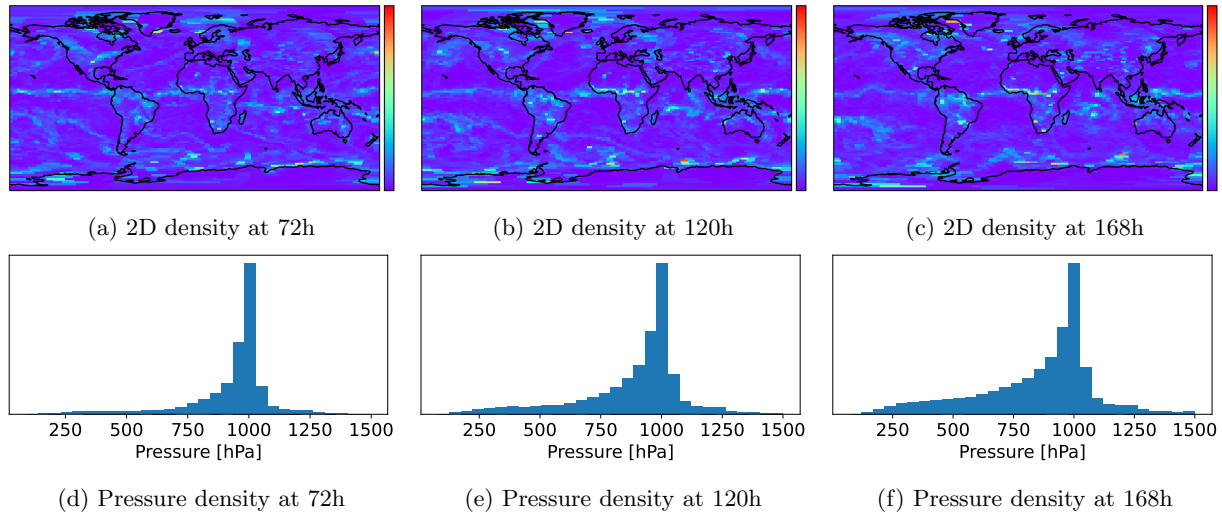 (a) 2D density at 72h
(b) 2D density at 120h
(c) 2D density at 168h
250 500 750 1000 1250 1500
Pressure [hPa]
250 500 750 1000 1250 1500
Pressure [hPa]
250 500 750 1000 1250 1500
Pressure [hPa]
(d) Pressure density at 72h
(e) Pressure density at 120h
(f) Pressure density at 168h